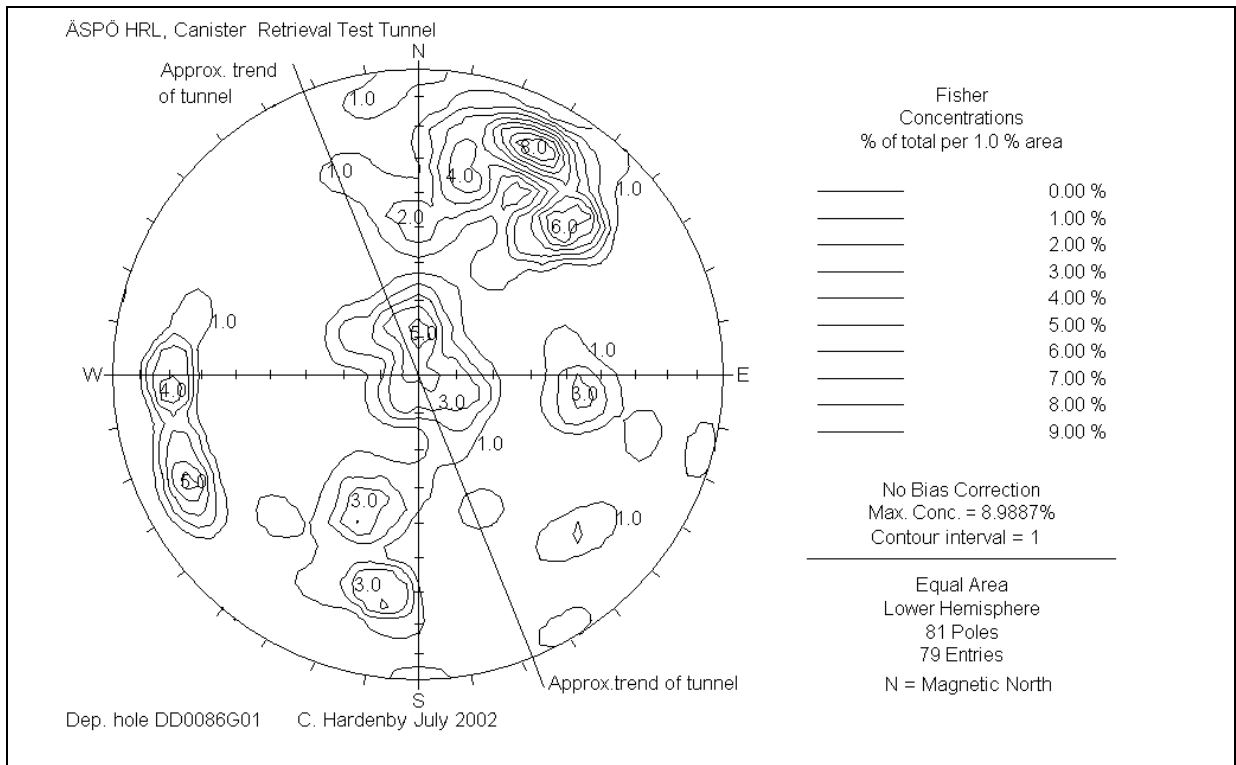 ÄSPÖ HRL, Canister Retrieval Test Tunnel
N
Approx. trend
of tunnel
1.0
8.0
1.0
4.0
1.0
2.0
6.0
5.0
1.0
1.0
W
E
4.0
3.0
3.0
1.0
5.0
3.0
1.0
3.0
Approx.trend of tunnel
S
Dep. hole DD0086G01 C. Hardenby July 2002
Fisher
Concentrations
% of total per 1.0 % area
0.00 %
1.00 %
2.00 %
3.00 %
4.00 %
5.00 %
6.00 %
7.00 %
8.00 %
9.00 %
No Bias Correction
Max. Conc. = 8.9887%
Contour interval = 1
Equal Area
Lower Hemisphere
81 Poles
79 Entries
N = Magnetic North